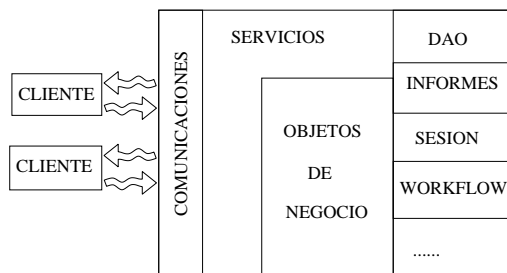 CLIENTE
CLIENTE
COMUNICACIONES
SERVICIOS
OBJETOS
DE
NEGOCIO
DAO
INFORMES
SESION
WORKFLOW
......